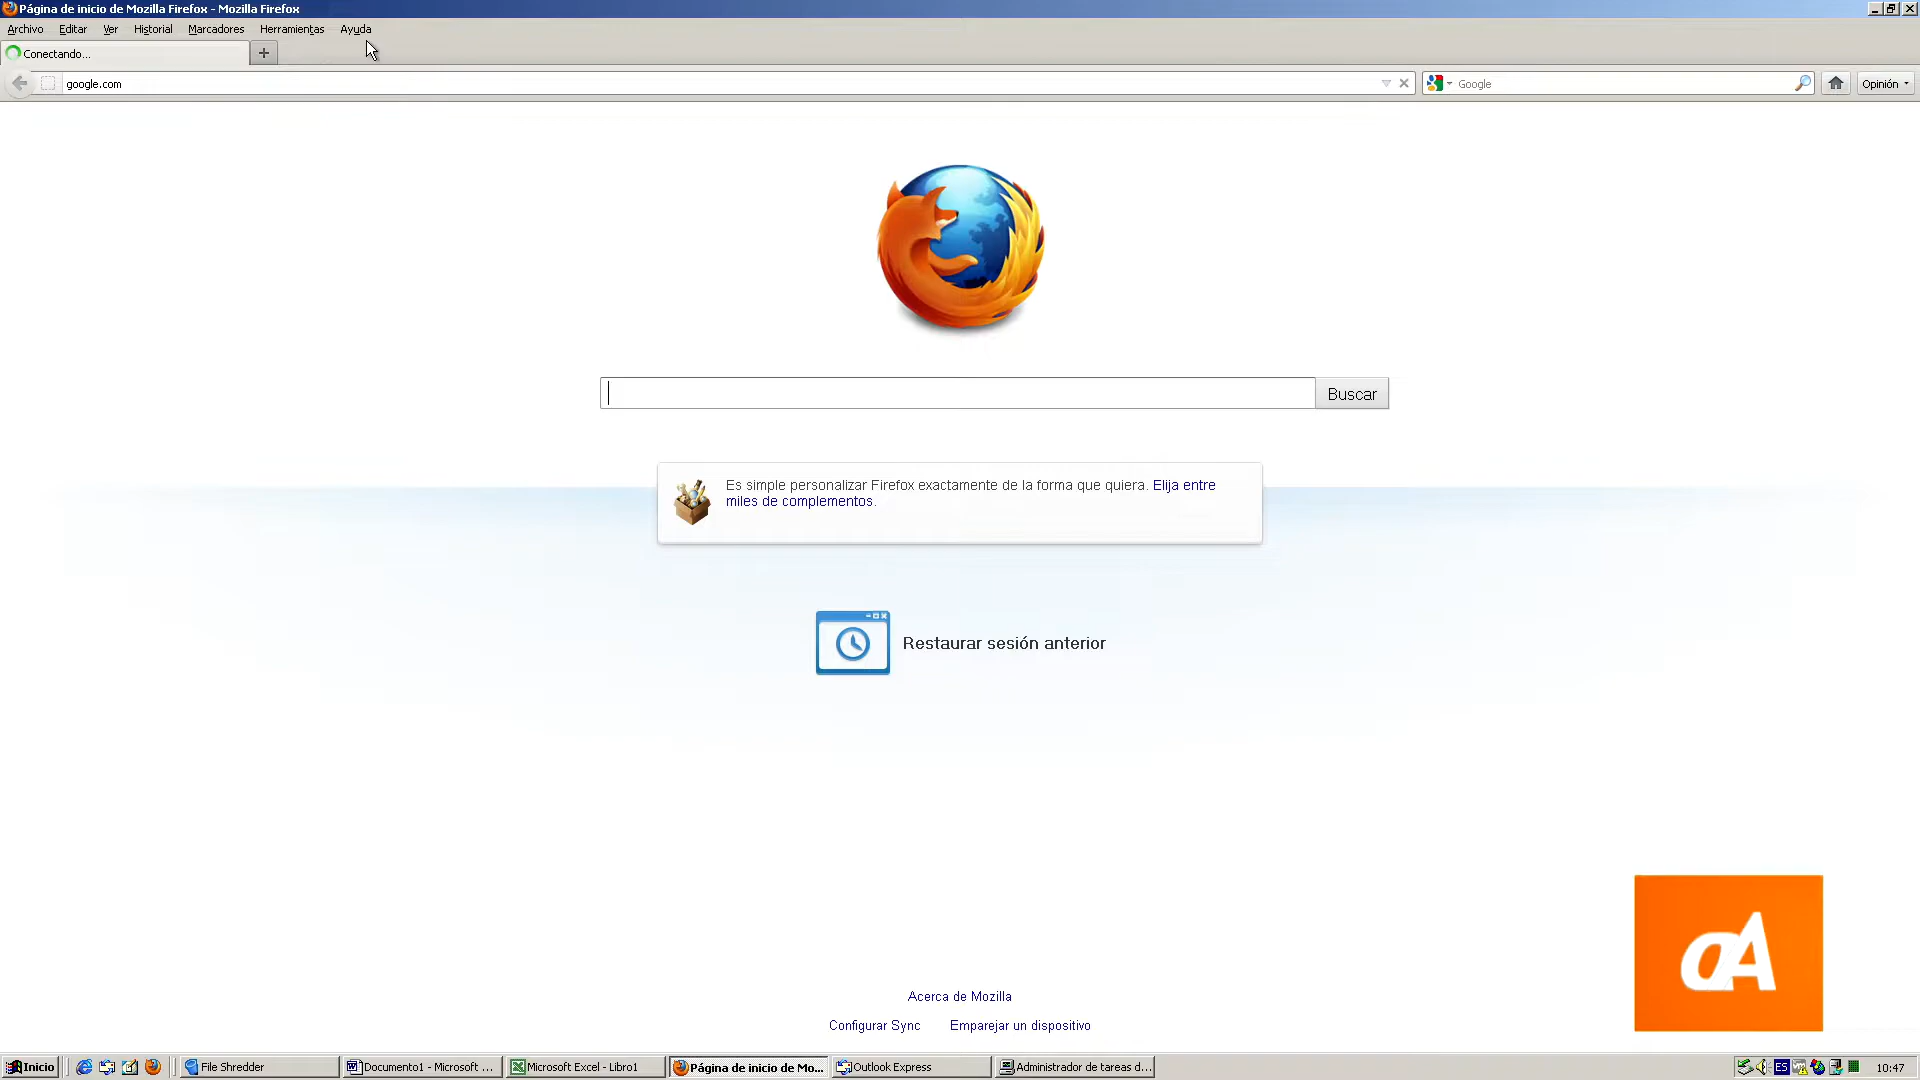 Página de inicio de Mozilla Firefox - Mozilla Firefox
Archivo Editar Ver Historial Marcadores Herramientas Ayuda
Conectando... +
google.com Google Opinión
Buscar
Es simple personalizar Firefox exactamente de la forma que quiera. Elija entre
miles de complementos.
Restaurar sesión anterior
aA
Acerca de Mozilla
Configurar Sync Emparejar un dispositivo
Inicio File Shredder Documento1 - Microsoft ... Microsoft Excel - Libro1 Página de inicio de Mo... Outlook Express Administrador de tareas d... ES 10:47